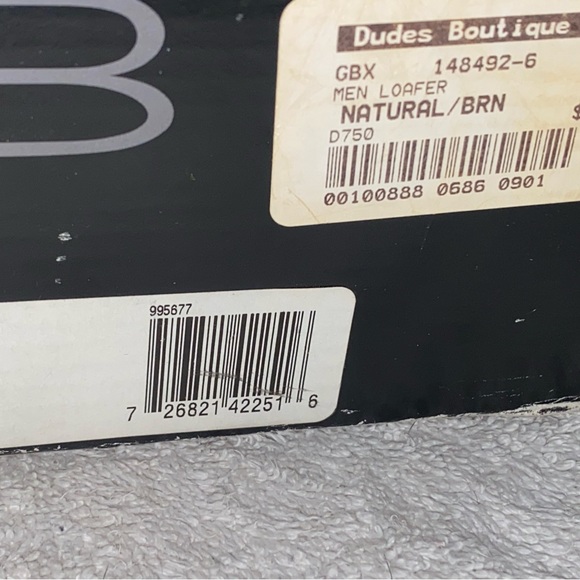 B
Dudes Boutique
GBX 148492-6
MEN LOAFER
NATURAL/BRN
$
D750
00100888 0686 0901
995677
7 26821 42251 6